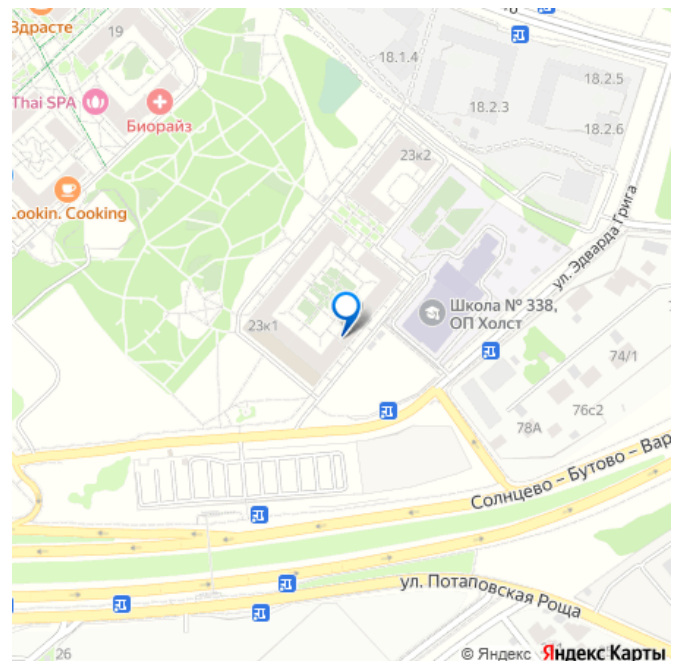 Здрасте
19
18.1.4
18.2.5
Thai SPA
18.2.3
Биорайз
18.2.6
23к2
Lookin. Cooking
ул. Эдварда Грига
Школа № 338,
ОП Холст
23к1
74/1
76с2
78А
Солнцево – Бутово – Вар
ул. Потаповская Роща
26
© Яндекс Яндекс Карты